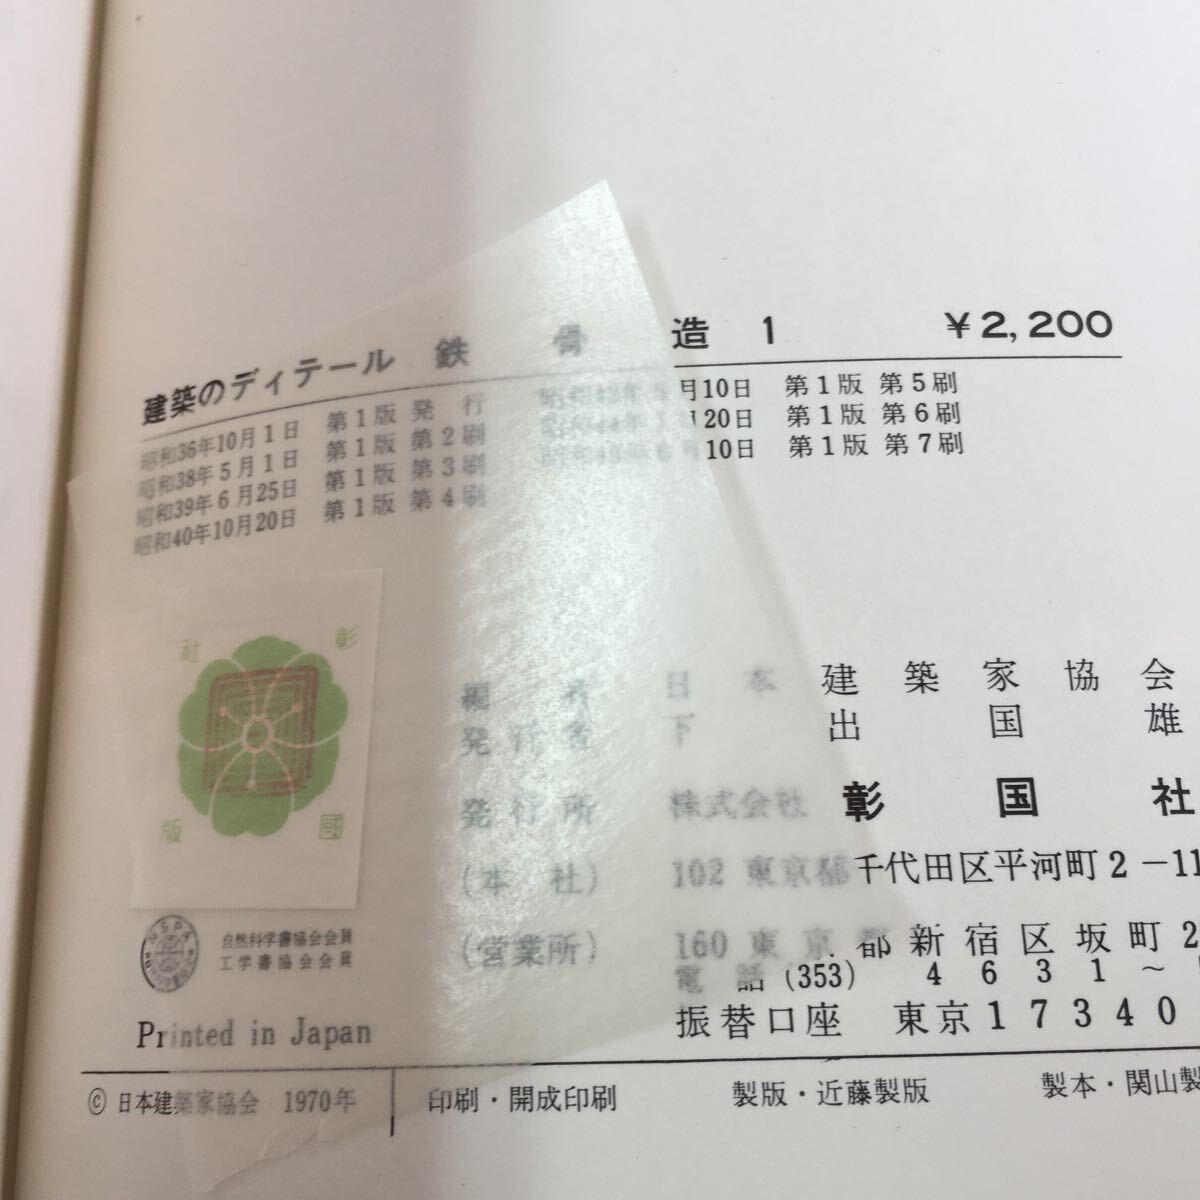 建築のディテール 鉄 骨 造 1 ¥2,200
昭和36年10月1日 第1版 発 行
昭和38年5月1日 第1版 第2刷
昭和39年6月25日 第1版 第3刷
昭和40年10月20日 第1版 第4刷
月10日 第1版 第5刷
月20日 第1版 第6刷
6月10日 第1版 第7刷
彰
国
社
版
編 者 日 本 建 築 家 協 会
発 行 者 下 出 国 雄
発 行 所 株式会社 彰 国 社
(本 社) 102 東京都千代田区平河町2-11
(営業所) 160 東 京 都 新 宿 区 坂 町 2
電 話 (353) 4 6 3 1 ~
振替口座 東京 1 7 3 4 0
NSPA
自然科学書協会会員
工学書協会会員
Printed in Japan
© 日本建築家協会 1970年 印刷・開成印刷 製版・近藤製版 製本・関山製